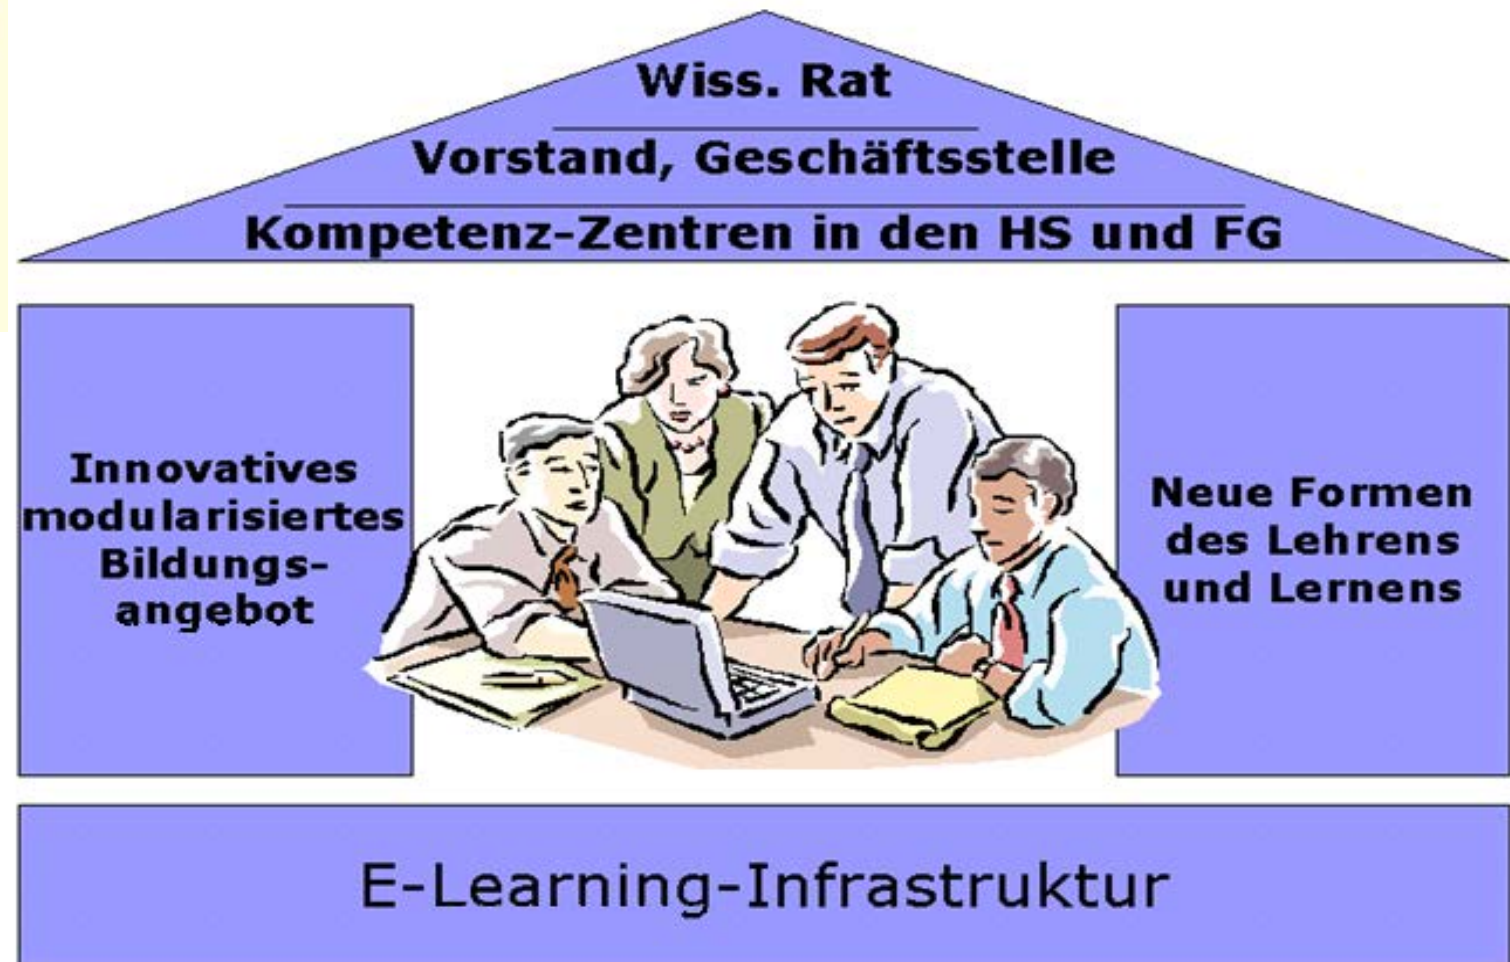 Wiss. Rat
Vorstand, Geschäftsstelle
Kompetenz-Zentren in den HS und FG
Innovatives
modularisiertes
Bildungs-
angebot
Neue Formen
des Lehrens
und Lernens
E-Learning-Infrastruktur